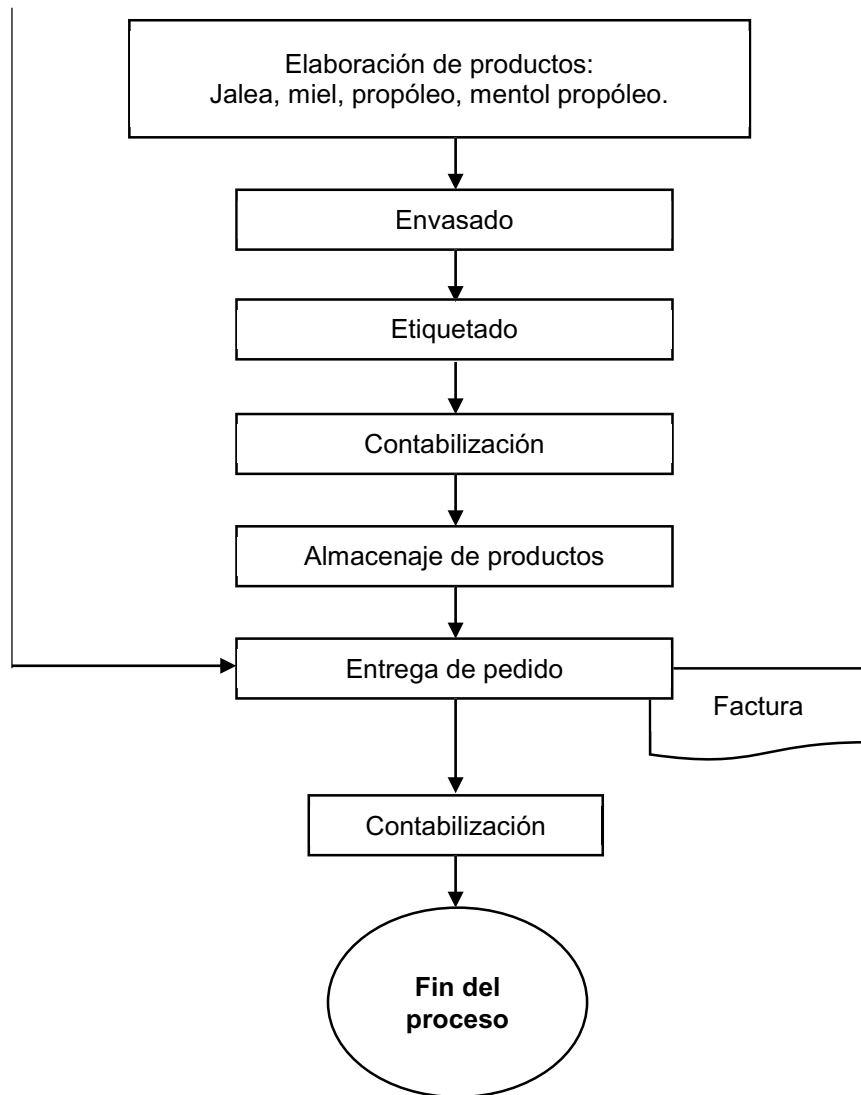 Elaboración de productos:
Jalea, miel, propóleo, mentol propóleo.
Envasado
Etiquetado
Contabilización
Almacenaje de productos
Entrega de pedido
Factura
Contabilización
Fin del
proceso